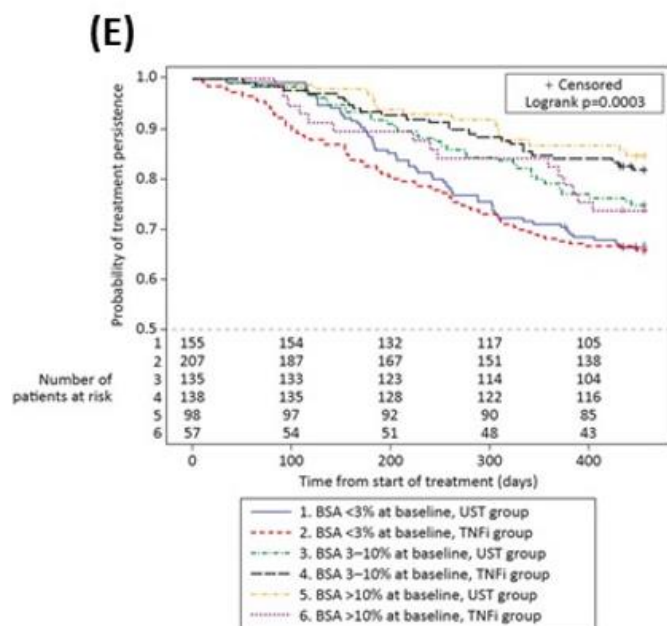 (E)
+ Censored
Logrank p=0.0003
Probability of treatment persistence
1.0
0.9
0.8
0.7
0.6
0.5
Number of
patients at risk
1 155 154 132 117 105
2 207 187 167 151 138
3 135 133 123 114 104
4 138 135 128 122 116
5 98 97 92 90 85
6 57 54 51 48 43
0 100 200 300 400
Time from start of treatment (days)
1. BSA <3% at baseline, UST group
2. BSA <3% at baseline, TNFi group
3. BSA 3–10% at baseline, UST group
4. BSA 3–10% at baseline, TNFi group
5. BSA >10% at baseline, UST group
6. BSA >10% at baseline, TNFi group